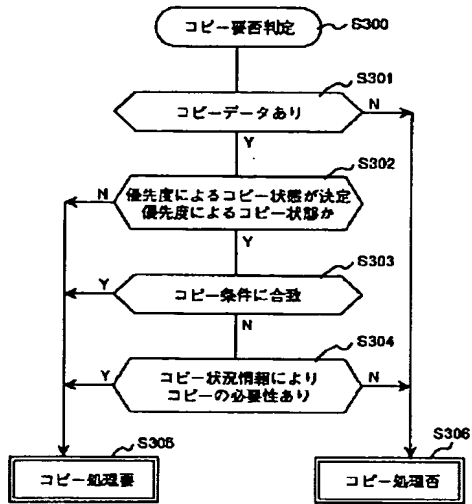 コピー要否判定
S300
S301
コピーデータあり
N
Y
S302
N
優先度によるコピー状態が決定
優先度によるコピー状態か
Y
S303
Y
コピー条件に合致
N
S304
Y
コピー状況情報により
コピーの必要性あり
N
S305
コピー処理要
S306
コピー処理否